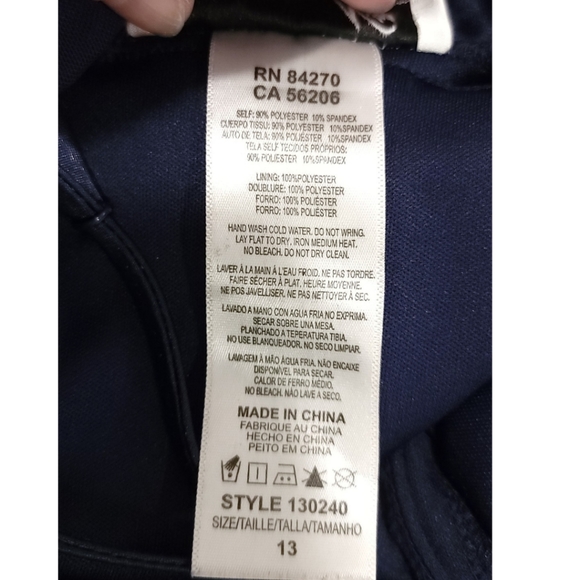 RN 84270
CA 56206
SELF: 90% POLYESTER 10% SPANDEX
CUERPO TISSU: 90% POLYESTER 10%SPANDEX
AUTO DE TELA: 90% POLIÉSTER 10%SPANDEX
TELA SELF TECIDOS PRÓPRIOS:
90% POLIÉSTER 10%SPANDEX
LINING: 100%POLYESTER
DOUBLURE: 100% POLYESTER
FORRO: 100% POLIÉSTER
FORRO: 100% POLIÉSTER
HAND WASH COLD WATER. DO NOT WRING.
LAY FLAT TO DRY. IRON MEDIUM HEAT.
NO BLEACH. DO NOT DRY CLEAN.
LAVER À LA MAIN À L'EAU FROID. NE PAS TORDRE.
FAIRE SÉCHER À PLAT. HEURE MOYENNE.
NE POS JAVELLISER. NE PAS NETTOYER À SEC.
LAVADO A MANO CON AGUA FRIA NO EXPRIMA.
SECAR SOBRE UNA MESA.
PLANCHADO A TEPERATURA TIBIA.
NO USE BLANQUEADOR. NO SECO LIMPIAR.
LAVAGEM À MÃO ÁGUA FRIA. NÃO ENCAIXE
DISPONÍVEL PARA SECAR.
CALOR DE FERRO MÉDIO.
NO BLEACH. NÃO LAVE A SECO.
MADE IN CHINA
FABRIQUE AU CHINA
HECHO EN CHINA
PEITO EM CHINA
STYLE 130240
SIZE/TAILLE/TALLA/TAMANHO
13